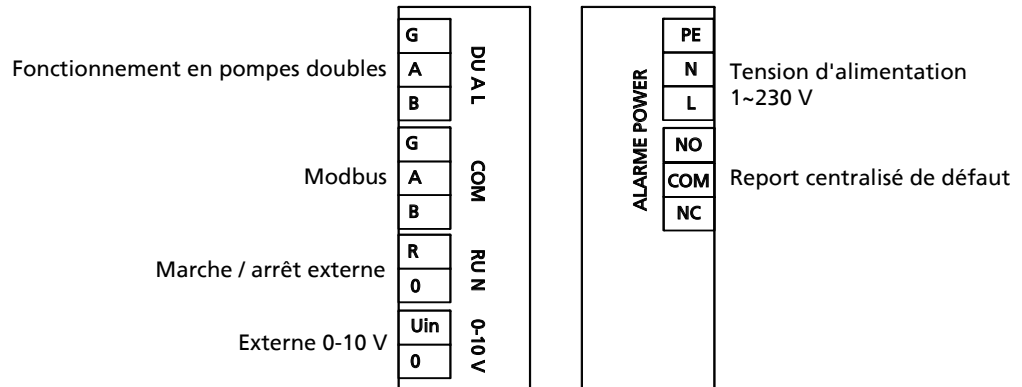 Fonctionnement en pompes doubles
G
A
B
DUAL
Modbus
G
A
B
COM
Marche / arrêt externe
R
0
RUN
Externe 0-10 V
Uin
0
0-10 V
ALARME POWER
PE
N
L
Tension d'alimentation
1~230 V
NO
COM
NC
Report centralisé de défaut